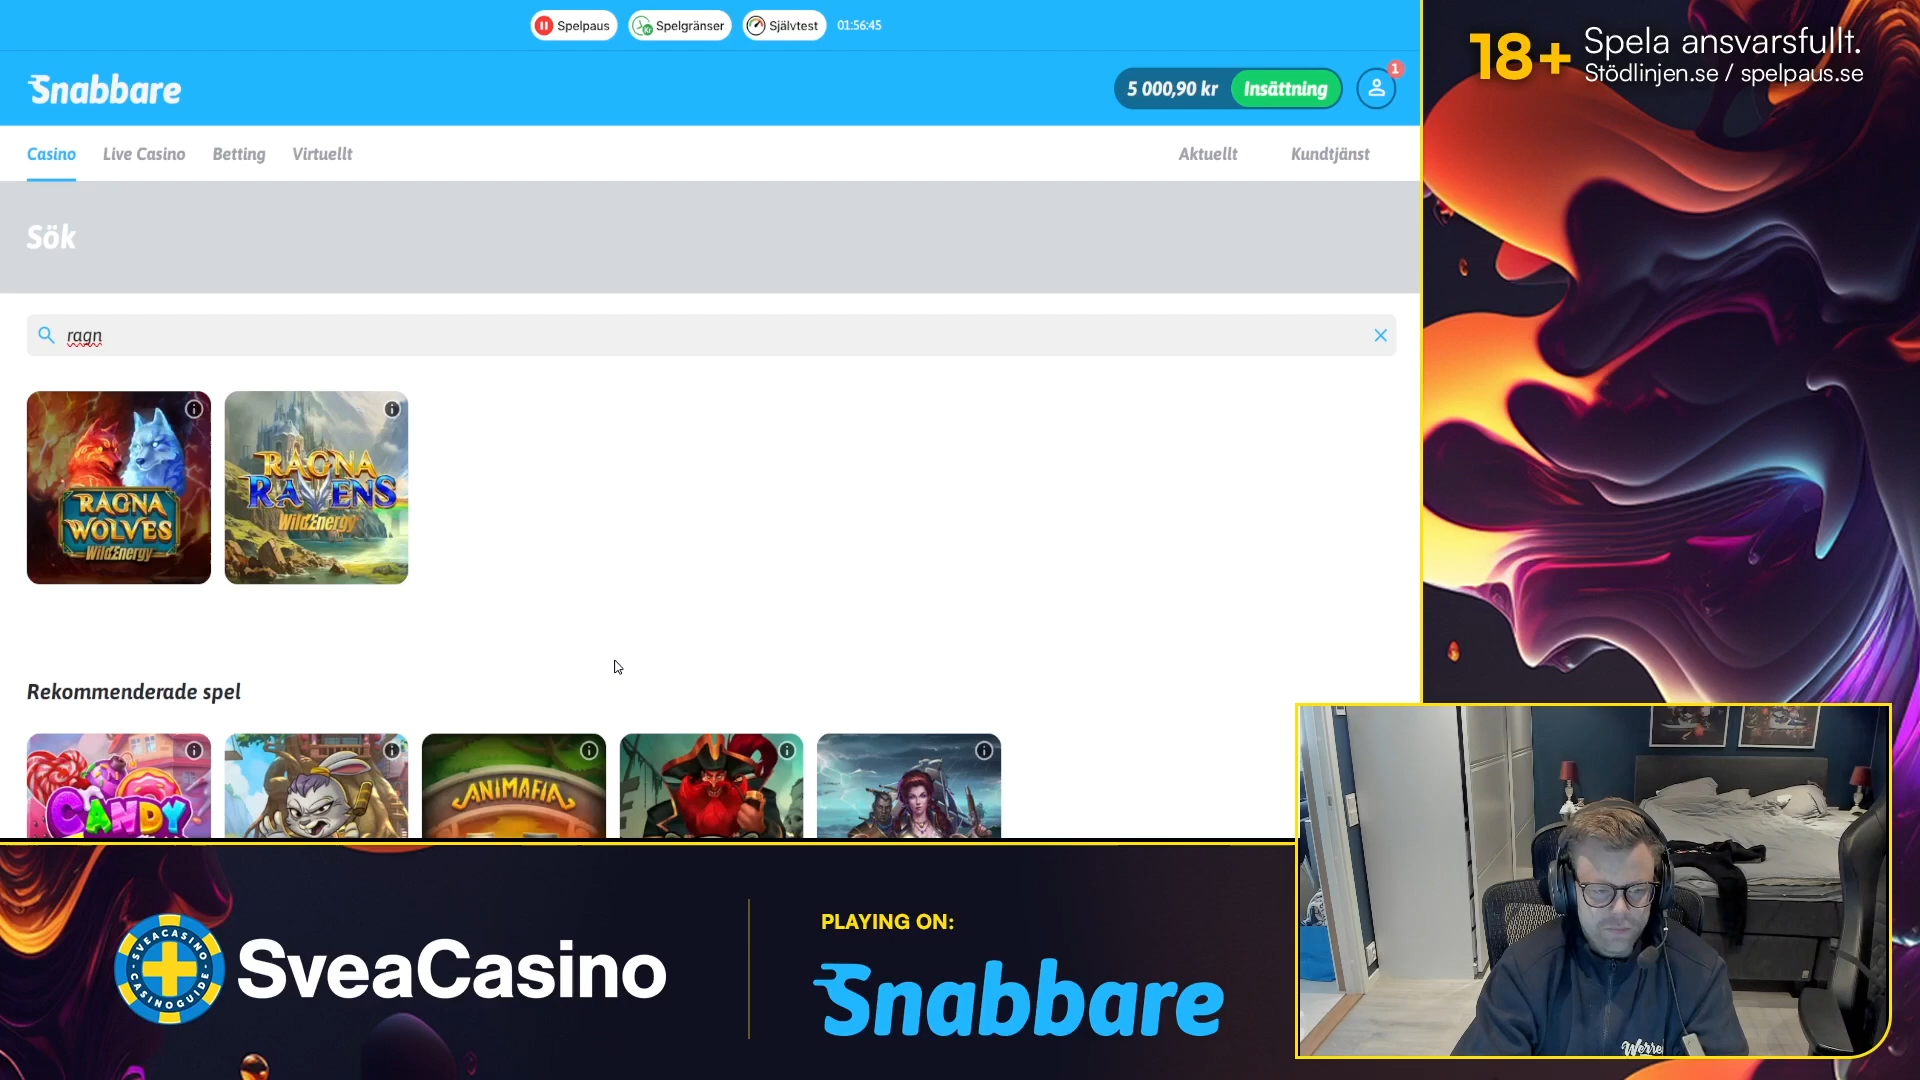 Spelpaus
Spelgränser
Självtest
01:56:45
18+
Spela ansvarsfullt.
Stödlinjen.se / spelpaus.se
Snabbare
5 000,90 kr
Insättning
1
Casino
Live Casino
Betting
Virtuellt
Aktuellt
Kundtjänst
Sök
ragn
RAGNA
WOLVES
WildEnergy
RAGNA
RAVENS
WildEnergy
Rekommenderade spel
CANDY
ANIMAFIA
SVEACASINO
CASINOGUIDE
SveaCasino
PLAYING ON:
Snabbare